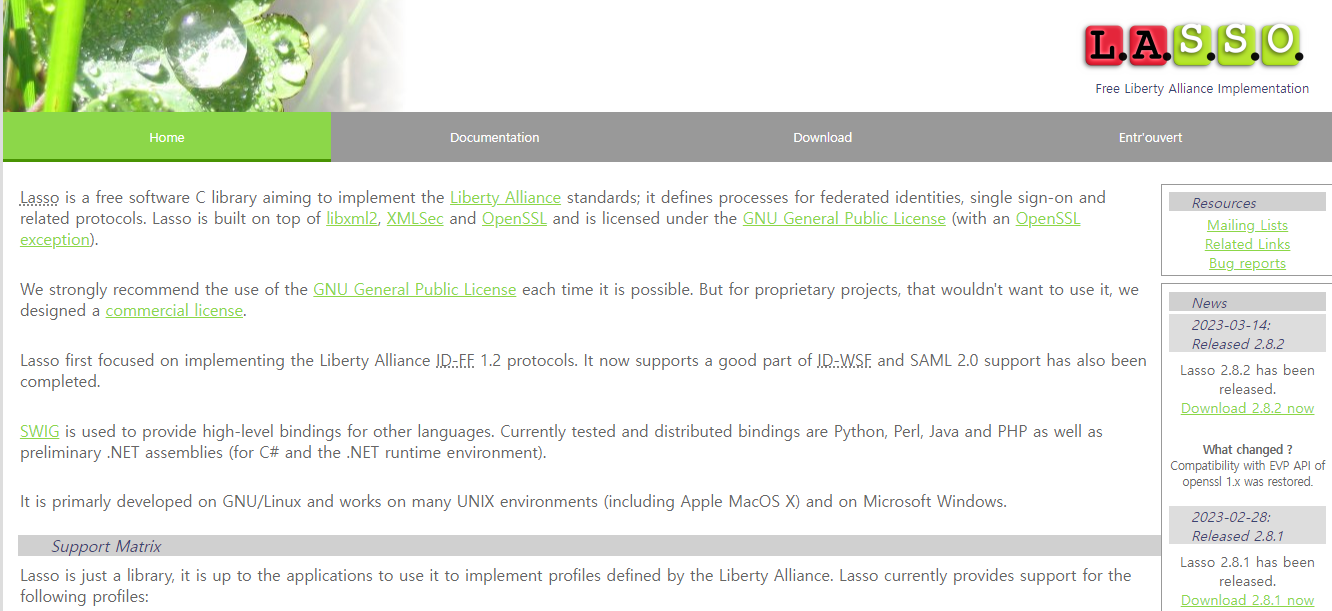 L.A.S.S.O.
Free Liberty Alliance Implementation
Home
Documentation
Download
Entr'ouvert
Lasso is a free software C library aiming to implement the Liberty Alliance standards; it defines processes for federated identities, single sign-on and
related protocols. Lasso is built on top of libxml2, XMLSec and OpenSSL and is licensed under the GNU General Public License (with an OpenSSL
exception).
We strongly recommend the use of the GNU General Public License each time it is possible. But for proprietary projects, that wouldn't want to use it, we
designed a commercial license.
Lasso first focused on implementing the Liberty Alliance ID-FF 1.2 protocols. It now supports a good part of ID-WSF and SAML 2.0 support has also been
completed.
SWIG is used to provide high-level bindings for other languages. Currently tested and distributed bindings are Python, Perl, Java and PHP as well as
preliminary .NET assemblies (for C# and the .NET runtime environment).
It is primarly developed on GNU/Linux and works on many UNIX environments (including Apple MacOS X) and on Microsoft Windows.
Support Matrix
Lasso is just a library, it is up to the applications to use it to implement profiles defined by the Liberty Alliance. Lasso currently provides support for the
following profiles:
Resources
Mailing Lists
Related Links
Bug reports
News
2023-03-14:
Released 2.8.2
Lasso 2.8.2 has been
released.
Download 2.8.2 now
What changed ?
Compatibility with EVP API of
openssl 1.x was restored.
2023-02-28:
Released 2.8.1
Lasso 2.8.1 has been
released.
Download 2.8.1 now